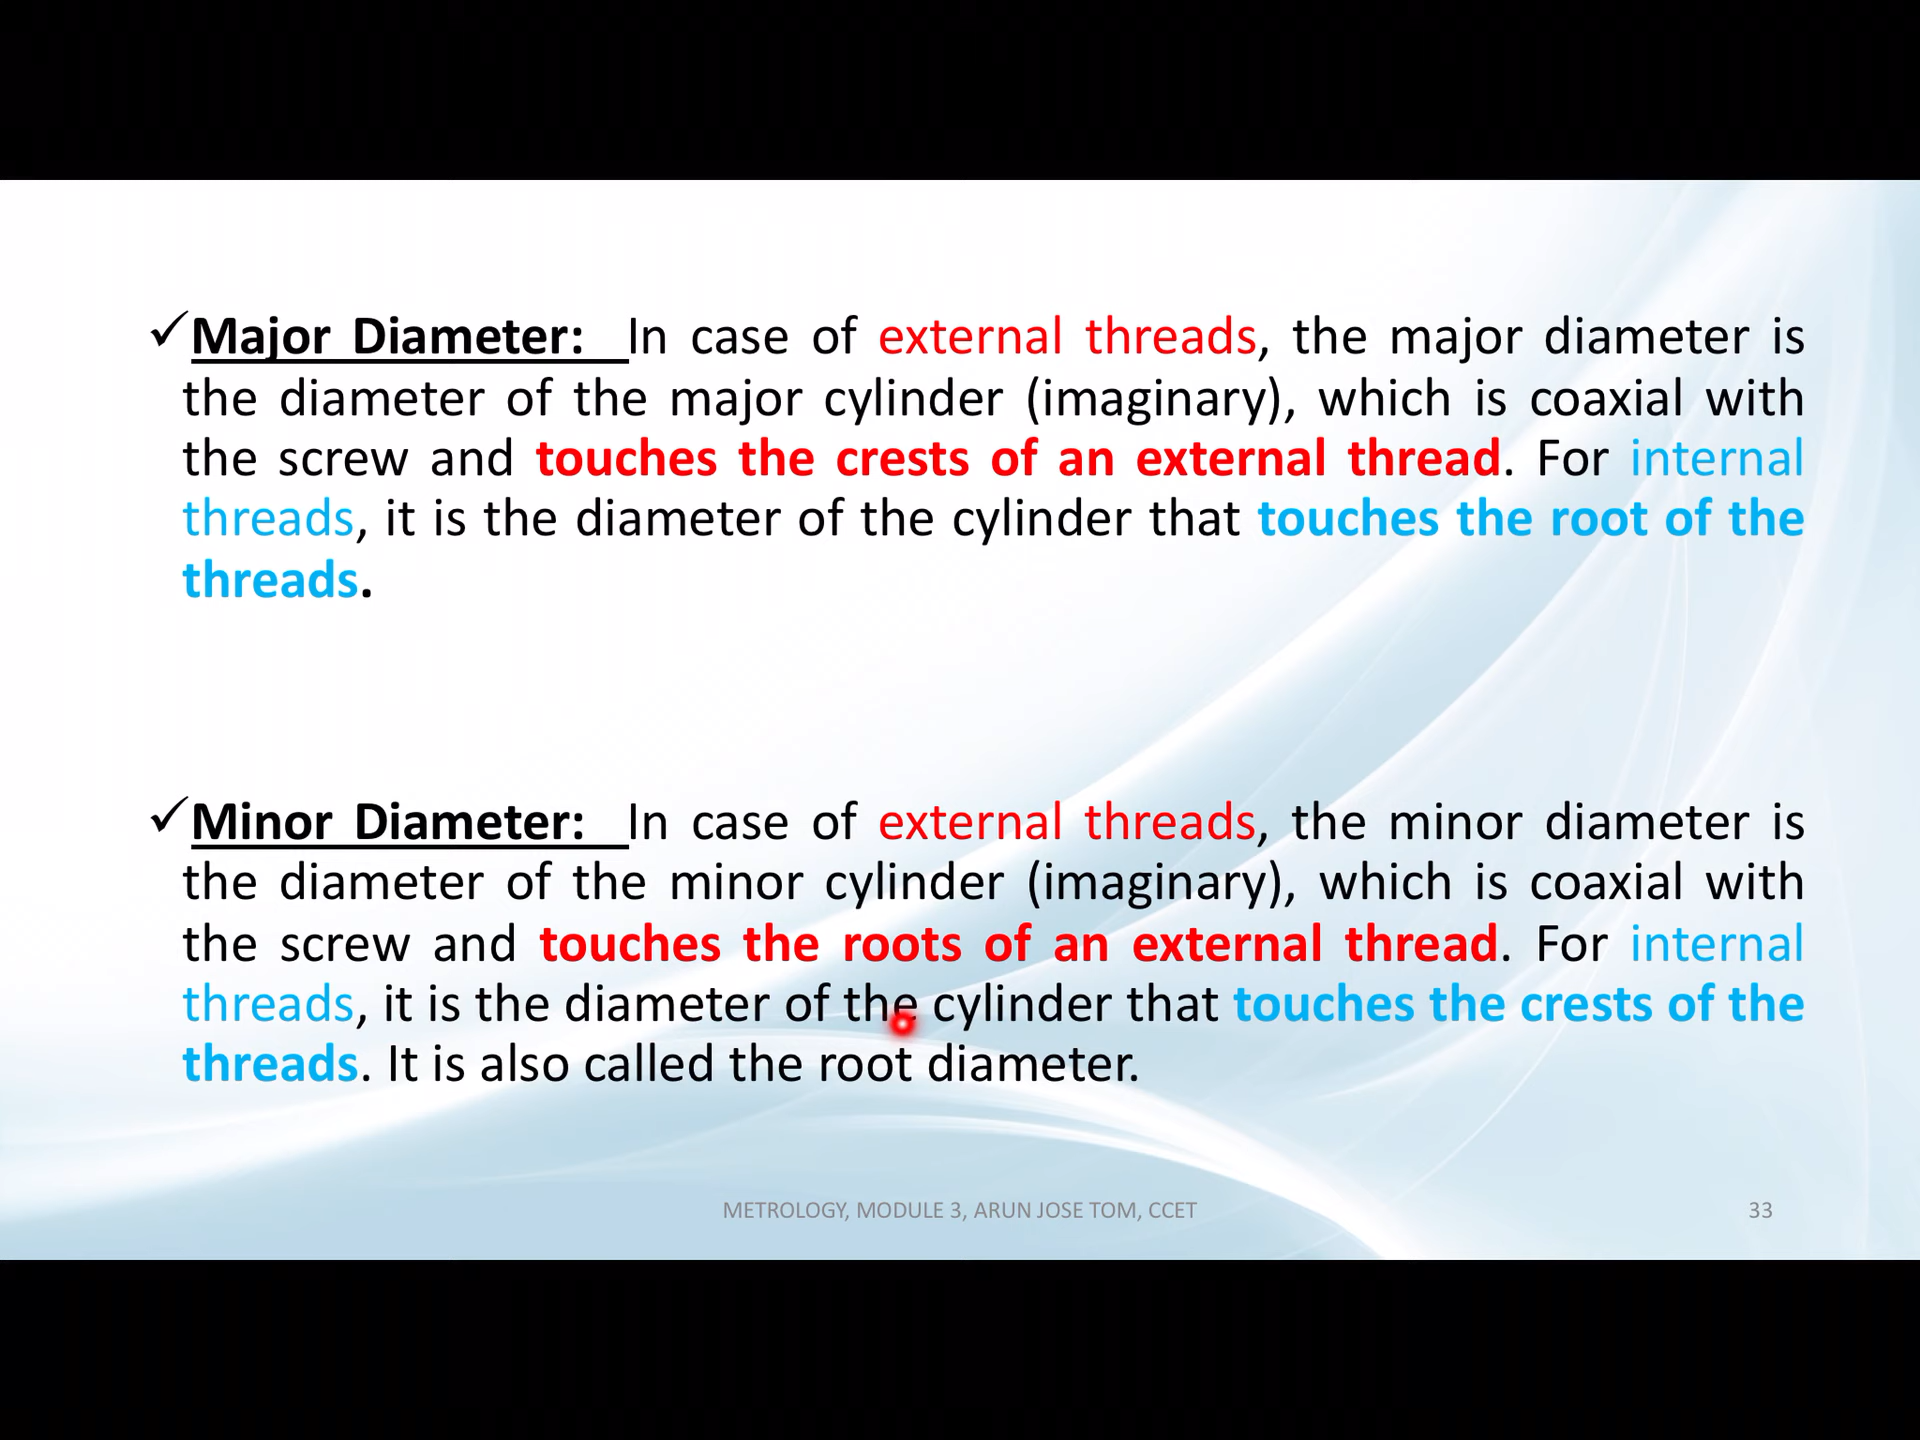 ✓Major Diameter: In case of external threads, the major diameter is
the diameter of the major cylinder (imaginary), which is coaxial with
the screw and touches the crests of an external thread. For internal
threads, it is the diameter of the cylinder that touches the root of the
threads.
✓Minor Diameter: In case of external threads, the minor diameter is
the diameter of the minor cylinder (imaginary), which is coaxial with
the screw and touches the roots of an external thread. For internal
threads, it is the diameter of the cylinder that touches the crests of the
threads. It is also called the root diameter.
METROLOGY, MODULE 3, ARUN JOSE TOM, CCET
33